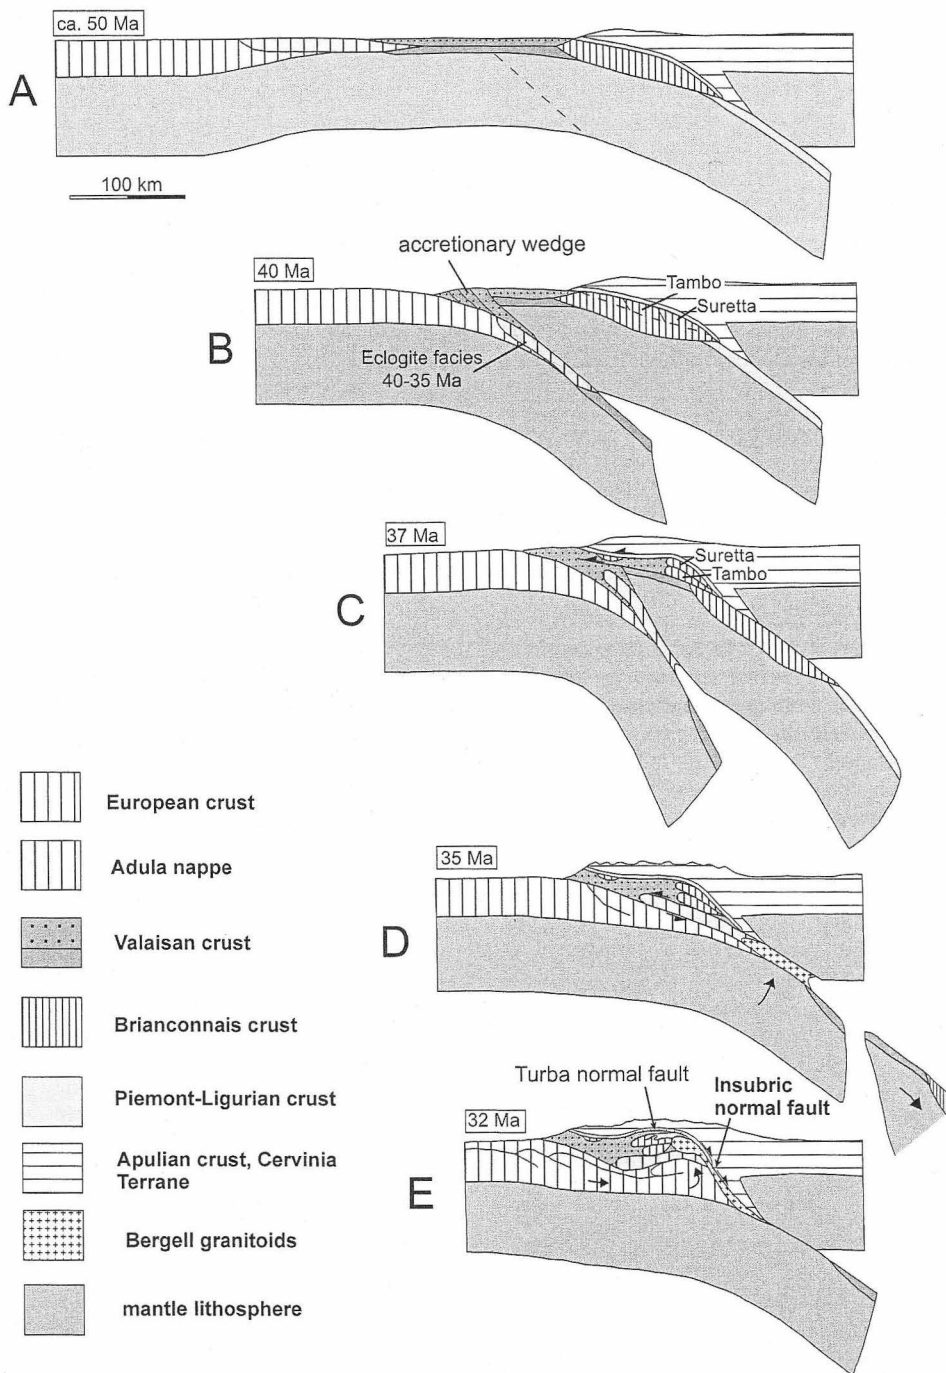 ca. 50 Ma
A
100 km
accretionary wedge
40 Ma
Tambo
Suretta
B
Eclogite facies
40-35 Ma
37 Ma
Suretta
Tambo
C
European crust
Adula nappe
35 Ma
Valaisan crust
D
Brianconnais crust
Turba normal fault
Insubric
normal fault
Piemont-Ligurian crust
32 Ma
Apulian crust, Cervinia
Terrane
E
Bergell granitoids
mantle lithosphere